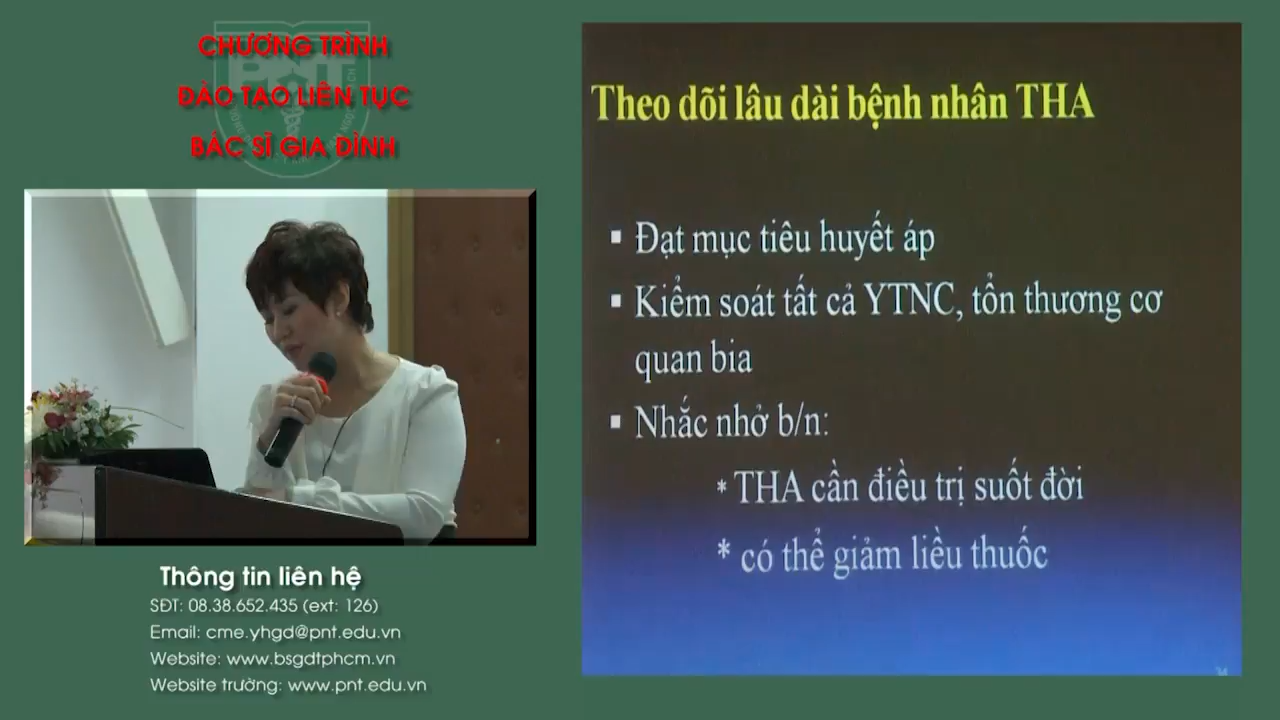 CHƯƠNG TRÌNH
ĐÀO TẠO LIÊN TỤC
BÁC SĨ GIA ĐÌNH
PNT
Thông tin liên hệ
SĐT: 08.38.652.435 (ext: 126)
Email: cme.yhgd@pnt.edu.vn
Website: www.bsgdtphcm.vn
Website trường: www.pnt.edu.vn
Theo dõi lâu dài bệnh nhân THA
▪ Đạt mục tiêu huyết áp
▪ Kiểm soát tất cả YTNC, tổn thương cơ
quan bia
▪ Nhắc nhở b/n:
* THA cần điều trị suốt đời
* có thể giảm liều thuốc